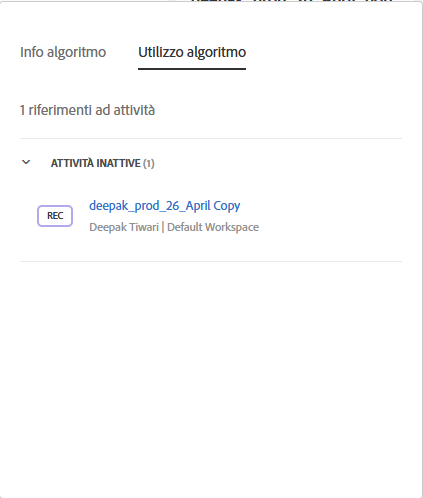 Info algoritmo
Utilizzo algoritmo
1 riferimenti ad attività
ATTIVITÀ INATTIVE (1)
REC
deepak_prod_26_April Copy
Deepak Tiwari | Default Workspace